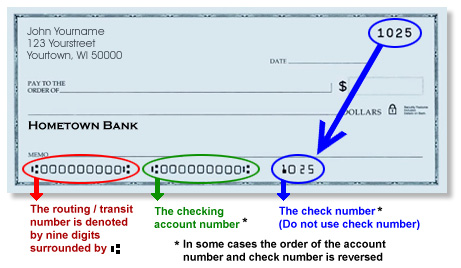 John Yourname
1025
123 Yourstreet
Yourtown, WI 50000
DATE
PAY TO THE
ORDER OF
$
DOLLARS
Security Features
Included.
Details on Back.
Hometown Bank
MEMO
⑆000000000⑆ ⑆000000000⑆ 1025
The routing / transit
number is denoted
by nine digits
surrounded by ⑆
The checking
account number *
The check number *
(Do not use check number)
* In some cases the order of the account
number and check number is reversed